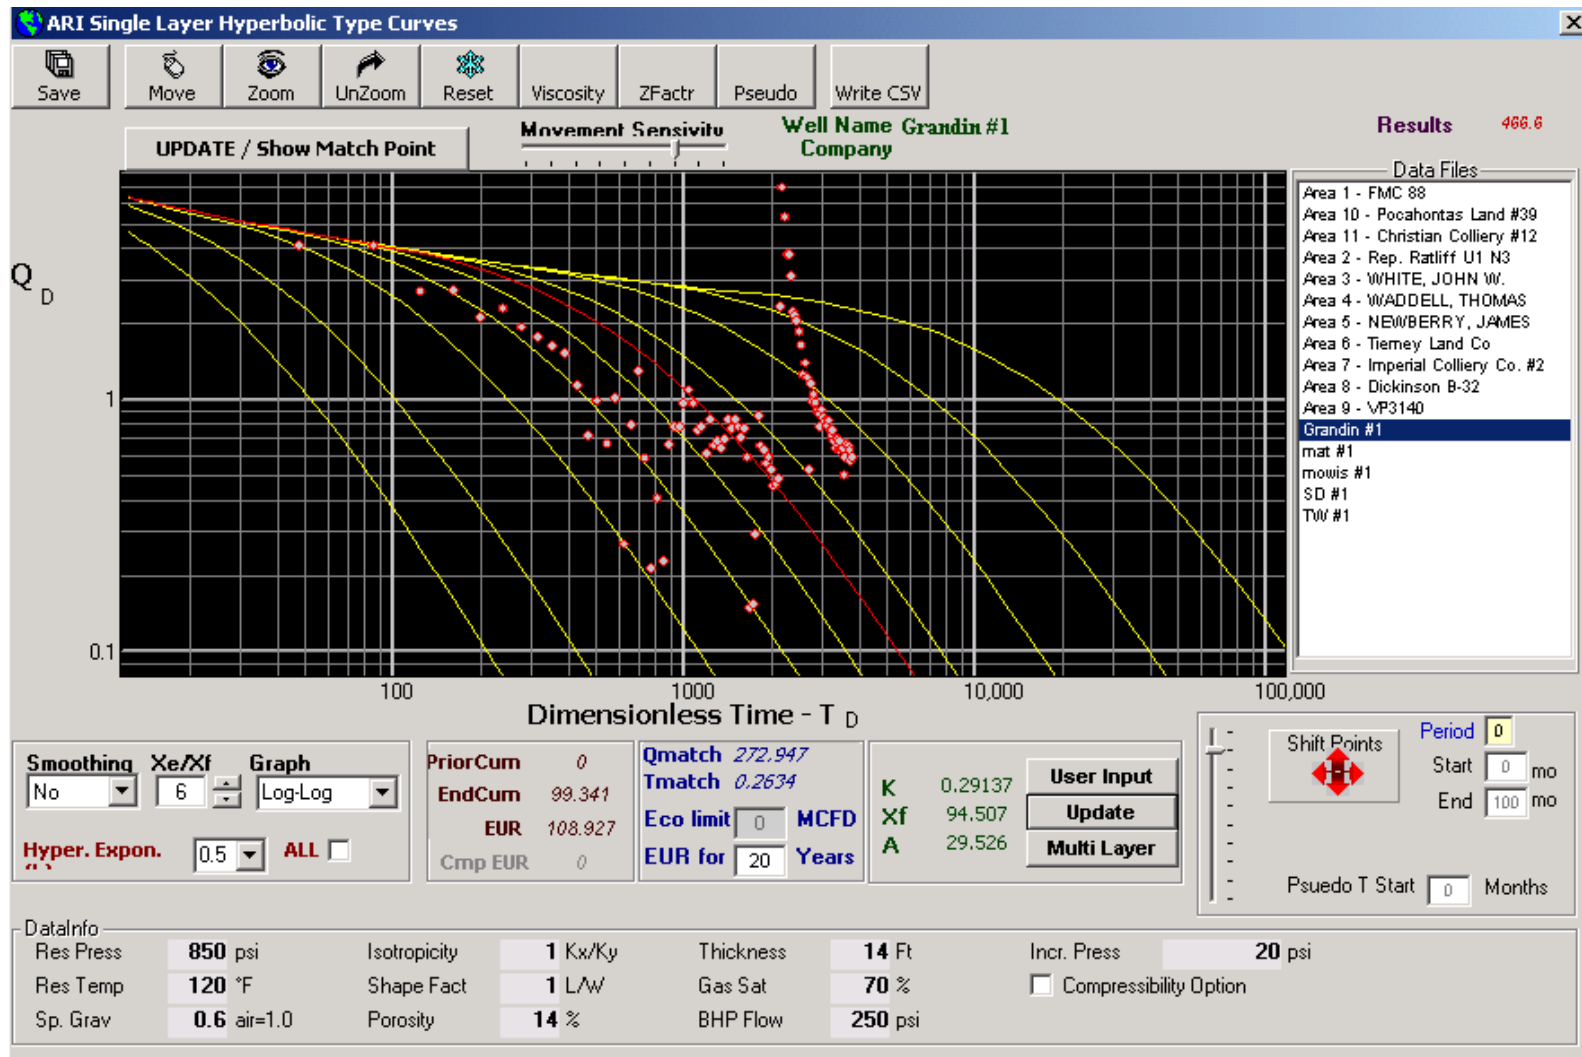 ARI Single Layer Hyperbolic Type Curves
Save Move Zoom UnZoom Reset Viscosity ZFactr Pseudo Write CSV
UPDATE / Show Match Point
Movement Sensivitu
Well Name Grandin #1
Company
Results 466.6
Data Files
Area 1 - FMC 88
Area 10 - Pocahontas Land #39
Area 11 - Christian Colliery #12
Area 2 - Rep. Ratliff U1 N3
Area 3 - WHITE, JOHN W.
Area 4 - WADDELL, THOMAS
Area 5 - NEWBERRY, JAMES
Area 6 - Tierney Land Co
Area 7 - Imperial Colliery Co. #2
Area 8 - Dickinson B-32
Area 9 - VP3140
Grandin #1
mat #1
mowis #1
SD #1
TW #1
Q D
1
0.1
100 1000 10,000 100,000
Dimensionless Time - T D
Smoothing Xe/Xf Graph
No 6 Log-Log
Hyper. Expon. 0.5 ALL
PriorCum 0
EndCum 99.341
EUR 108.927
Cmp EUR 0
Qmatch 272.947
Tmatch 0.2634
Eco limit 0 MCFD
EUR for 20 Years
K 0.29137
Xf 94.507
A 29.526
User Input
Update
Multi Layer
Shift Points
Period 0
Start 0 mo
End 100 mo
Psuedo T Start 0 Months
DataInfo
Res Press 850 psi Isotropicity 1 Kx/Ky Thickness 14 Ft Incr. Press 20 psi
Res Temp 120 °F Shape Fact 1 L/W Gas Sat 70 % Compressibility Option
Sp. Grav 0.6 air=1.0 Porosity 14 % BHP Flow 250 psi